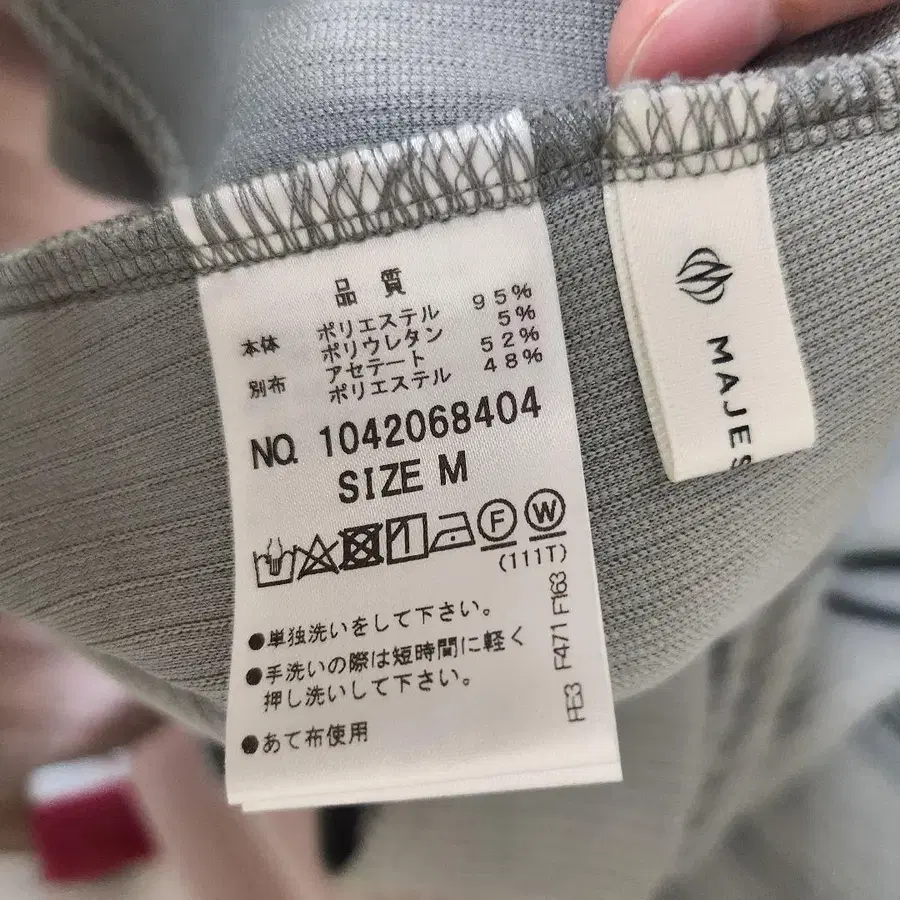 品質
本体 ポリエステル 95%
ポリウレタン 5%
別布 アセテート 52%
ポリエステル 48%
NO. 1042068404
SIZE M
F W
(111T)
●単独洗いをして下さい。
●手洗いの際は短時間に軽く
押し洗いして下さい。
●あて布使用
PE3 F471 F163
MAJES